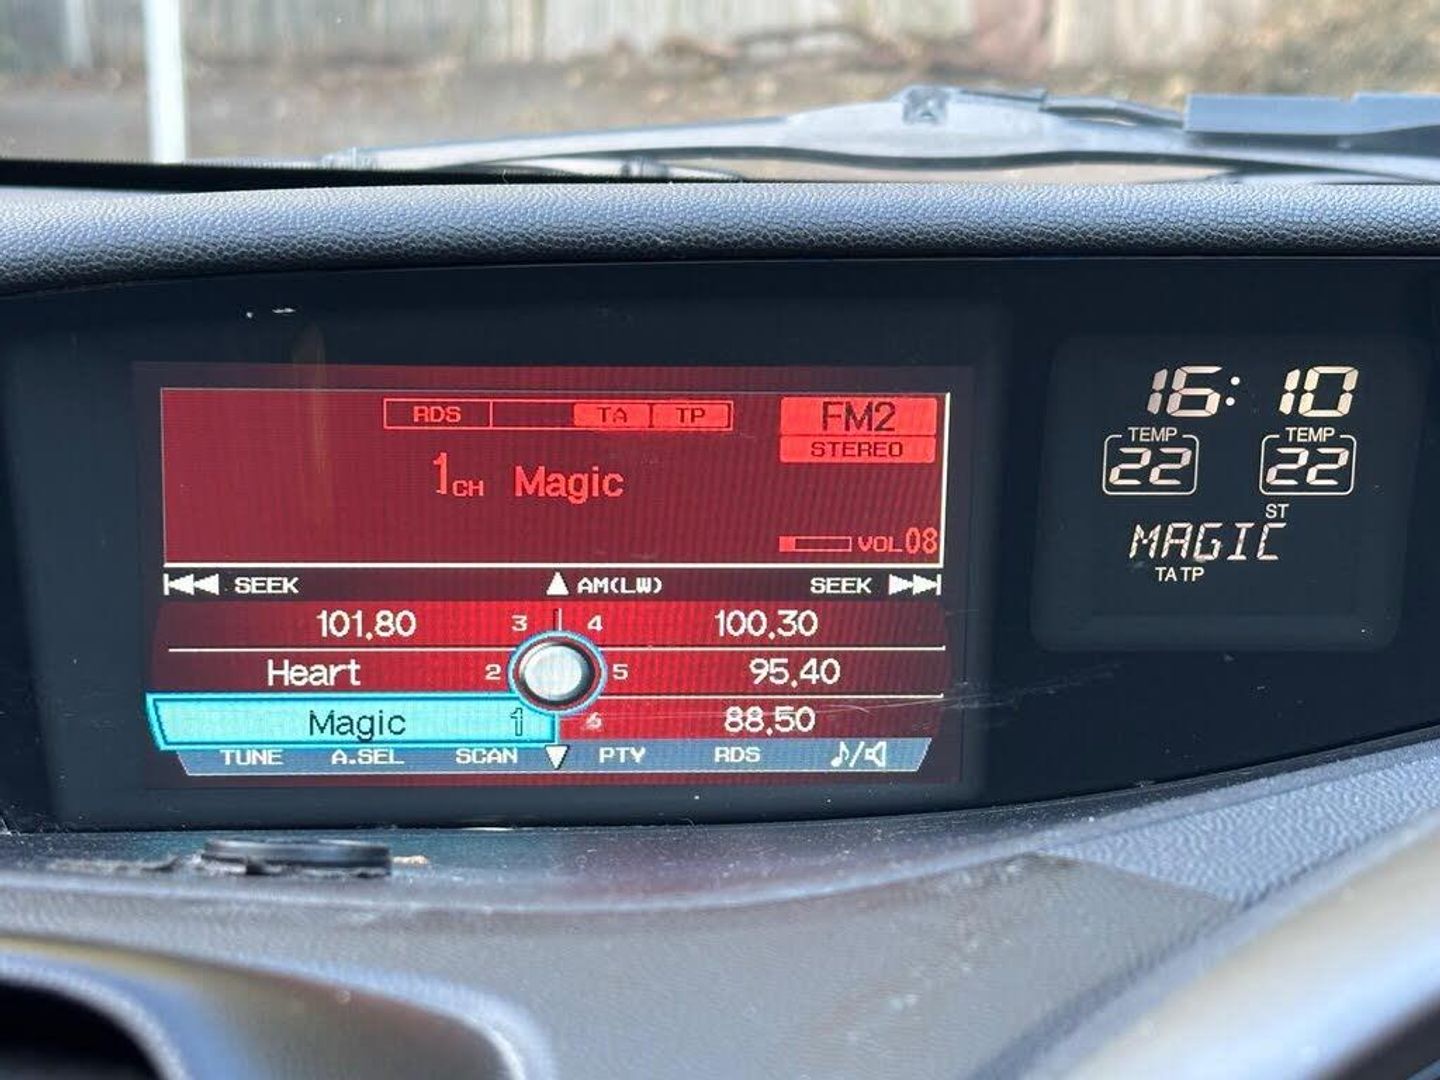 RDS TA TP FM2
STEREO
1CH Magic
VOL08
SEEK AM(LW) SEEK
101.80 3 4 100.30
Heart 2 5 95.40
Magic 1 6 88.50
TUNE A.SEL SCAN PTY RDS
16:10
TEMP TEMP
22 22
ST
MAGIC
TA TP